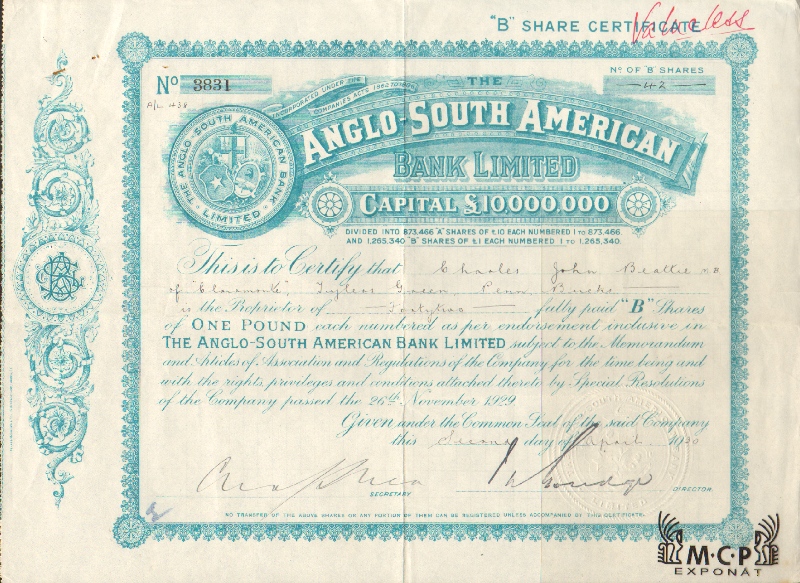 "B" SHARE CERTIFICATE
Valueless
Nº 3831
Nº OF "B" SHARES
42
INCORPORATED UNDER THE
COMPANIES ACTS 1862 TO
THE
ANGLO-SOUTH AMERICAN
BANK LIMITED
THE ANGLO-SOUTH AMERICAN BANK LIMITED
CAPITAL £10,000,000
DIVIDED INTO 873,466 "A" SHARES OF £10 EACH NUMBERED 1 TO 873,466
AND 1,265,340 "B" SHARES OF £1 EACH NUMBERED 1 TO 1,265,340.
This is to Certify that Charles John Beattie
of "Claremont", Tylers Green, Penn, Bucks
is the Proprietor of Fortytwo fully paid "B" Shares
of ONE POUND each numbered as per endorsement inclusive in
THE ANGLO-SOUTH AMERICAN BANK LIMITED subject to the Memorandum
and Articles of Association and Regulations of the Company for the time being and
with the rights, privileges and conditions attached thereto by Special Resolutions
of the Company passed the 26th November 1929
Given under the Common Seal of the said Company
this Second day of April 1930
SECRETARY
DIRECTOR
NO TRANSFER OF THE ABOVE SHARES OR ANY PORTION OF THEM CAN BE REGISTERED UNLESS ACCOMPANIED BY THIS CERTIFICATE.
M·C·P
EXPONÁT